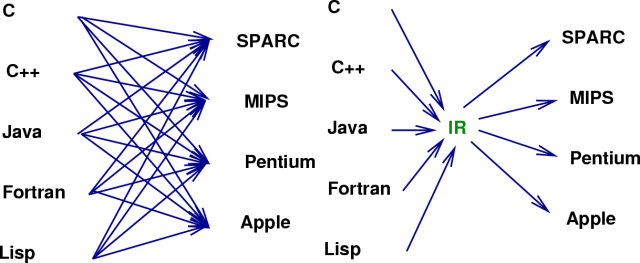 C
C++
Java
Fortran
Lisp
SPARC
MIPS
Pentium
Apple
C
C++
Java
Fortran
Lisp
IR
SPARC
MIPS
Pentium
Apple